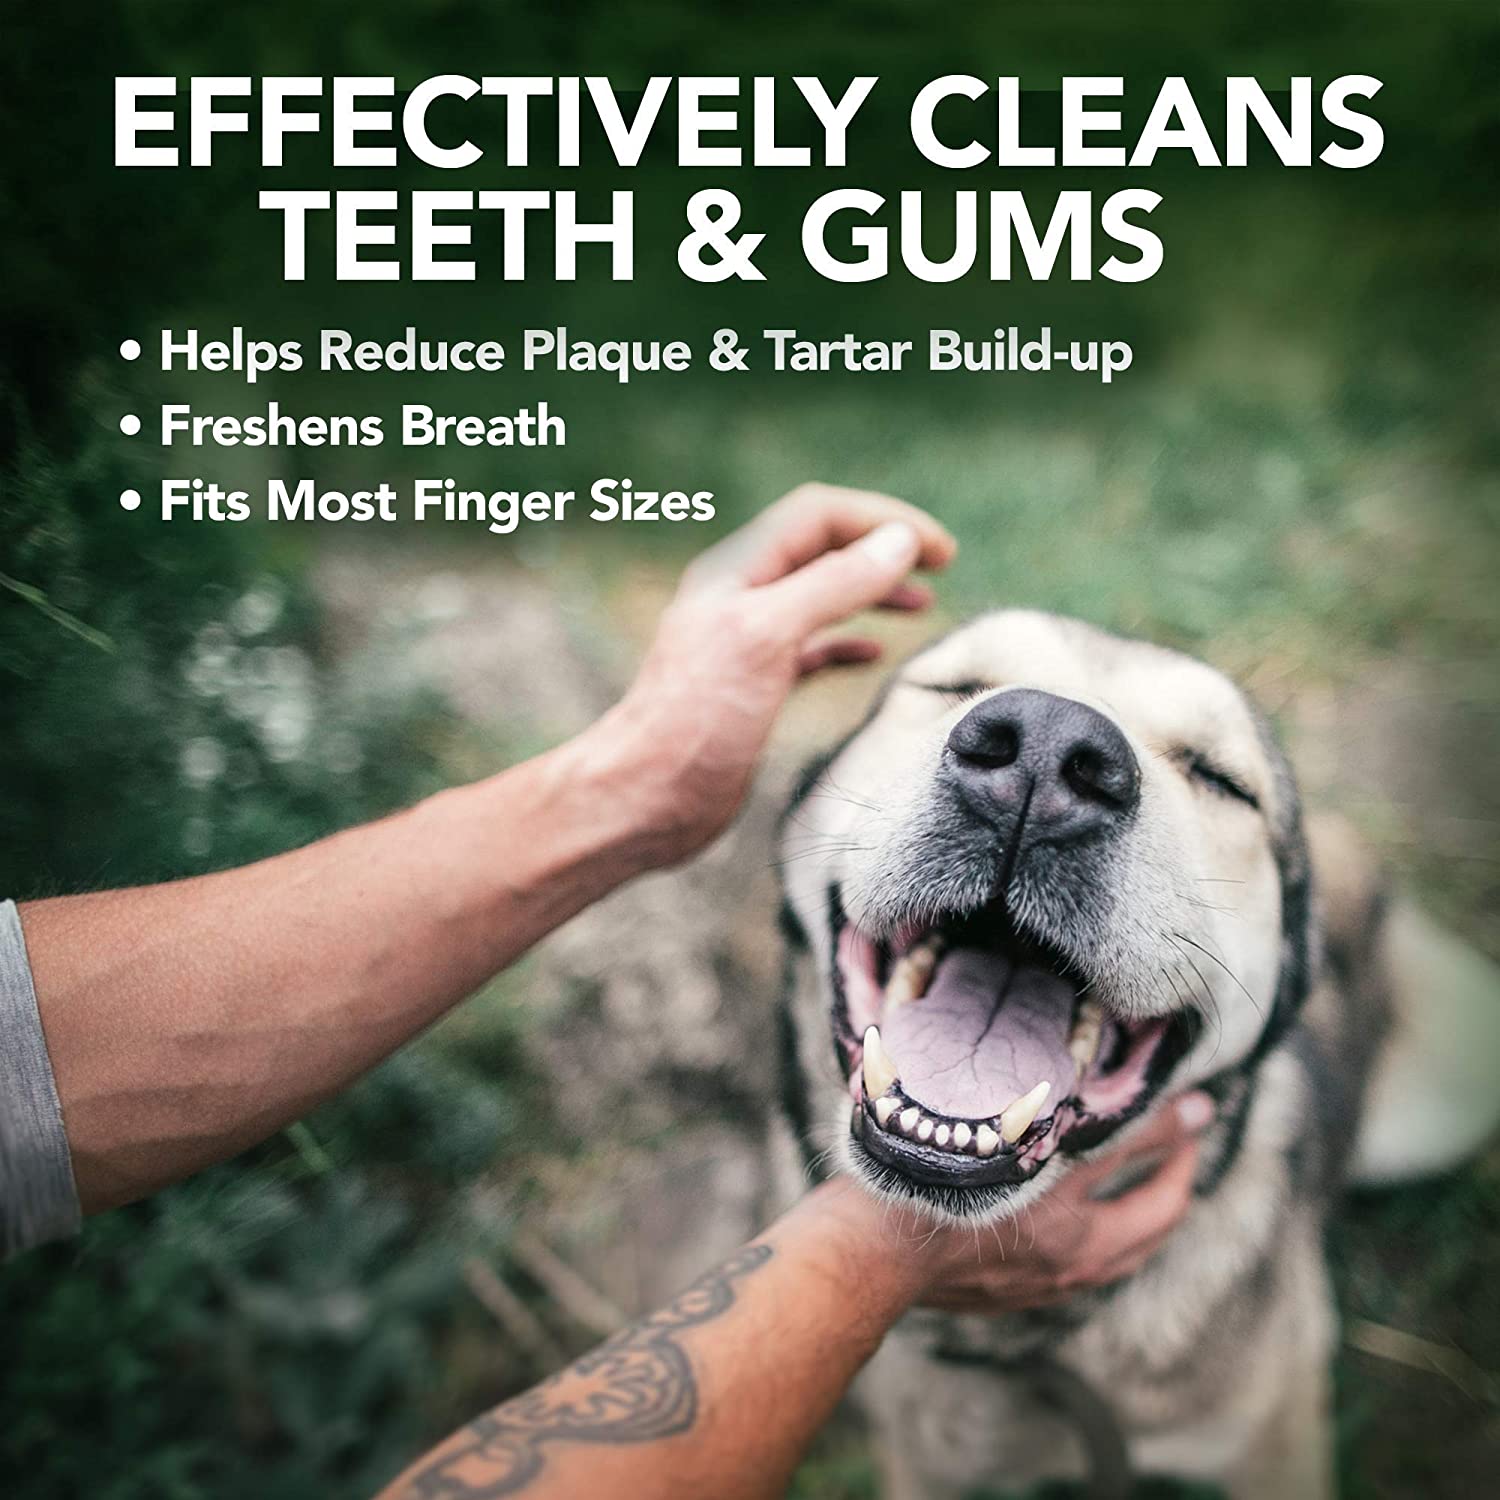 EFFECTIVELY CLEANS
TEETH & GUMS
• Helps Reduce Plaque & Tartar Build-up
• Freshens Breath
• Fits Most Finger Sizes